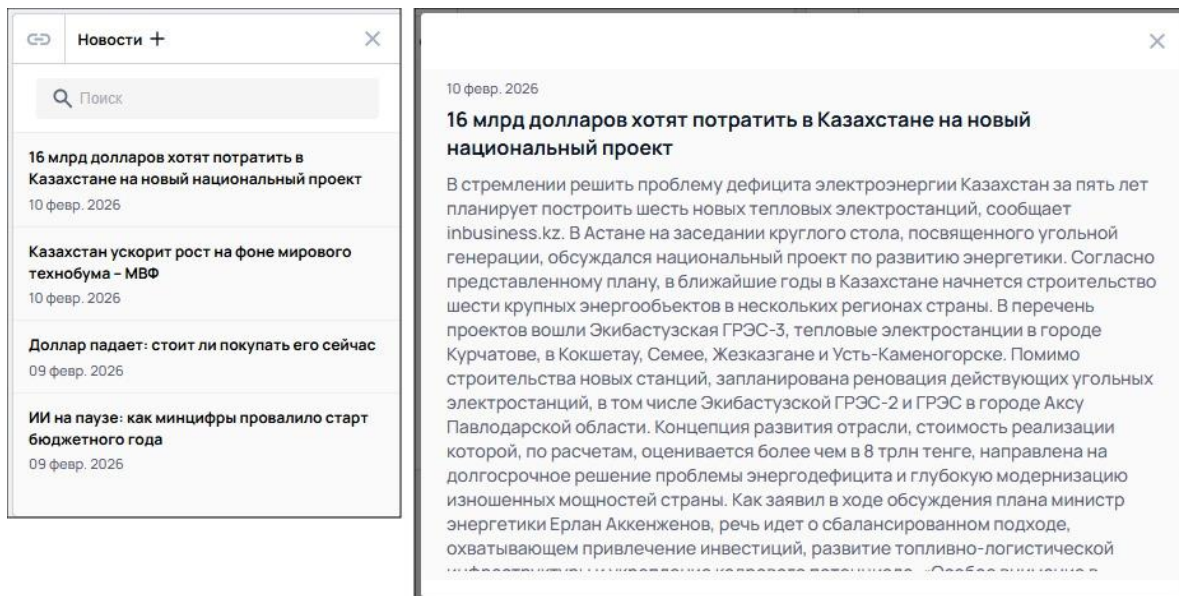 Новости +
Поиск
16 млрд долларов хотят потратить в
Казахстане на новый национальный проект
10 февр. 2026
Казахстан ускорит рост на фоне мирового
технобума – МВФ
10 февр. 2026
Доллар падает: стоит ли покупать его сейчас
09 февр. 2026
ИИ на паузе: как минцифры провалило старт
бюджетного года
09 февр. 2026
10 февр. 2026
16 млрд долларов хотят потратить в Казахстане на новый
национальный проект
В стремлении решить проблему дефицита электроэнергии Казахстан за пять лет
планирует построить шесть новых тепловых электростанций, сообщает
inbusiness.kz. В Астане на заседании круглого стола, посвященного угольной
генерации, обсуждался национальный проект по развитию энергетики. Согласно
представленному плану, в ближайшие годы в Казахстане начнется строительство
шести крупных энергообъектов в нескольких регионах страны. В перечень
проектов вошли Экибастузская ГРЭС-3, тепловые электростанции в городе
Курчатове, в Кокшетау, Семее, Жезказгане и Усть-Каменогорске. Помимо
строительства новых станций, запланирована реновация действующих угольных
электростанций, в том числе Экибастузской ГРЭС-2 и ГРЭС в городе Аксу
Павлодарской области. Концепция развития отрасли, стоимость реализации
которой, по расчетам, оценивается более чем в 8 трлн тенге, направлена на
долгосрочное решение проблемы энергодефицита и глубокую модернизацию
изношенных мощностей страны. Как заявил в ходе обсуждения плана министр
энергетики Ерлан Аккенженов, речь идет о сбалансированном подходе,
охватывающем привлечение инвестиций, развитие топливно-логистической